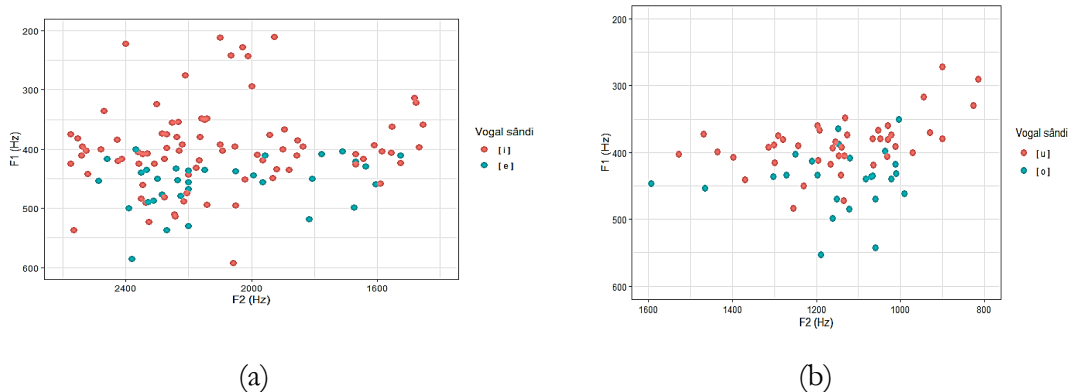 200
300
400
500
600
F1 (Hz)
2400
2000
1600
F2 (Hz)
Vogal sândi
[ i ]
[ e ]
(a)
200
300
400
500
600
F1 (Hz)
1600
1400
1200
1000
800
F2 (Hz)
Vogal sândi
[ u ]
[ o ]
(b)